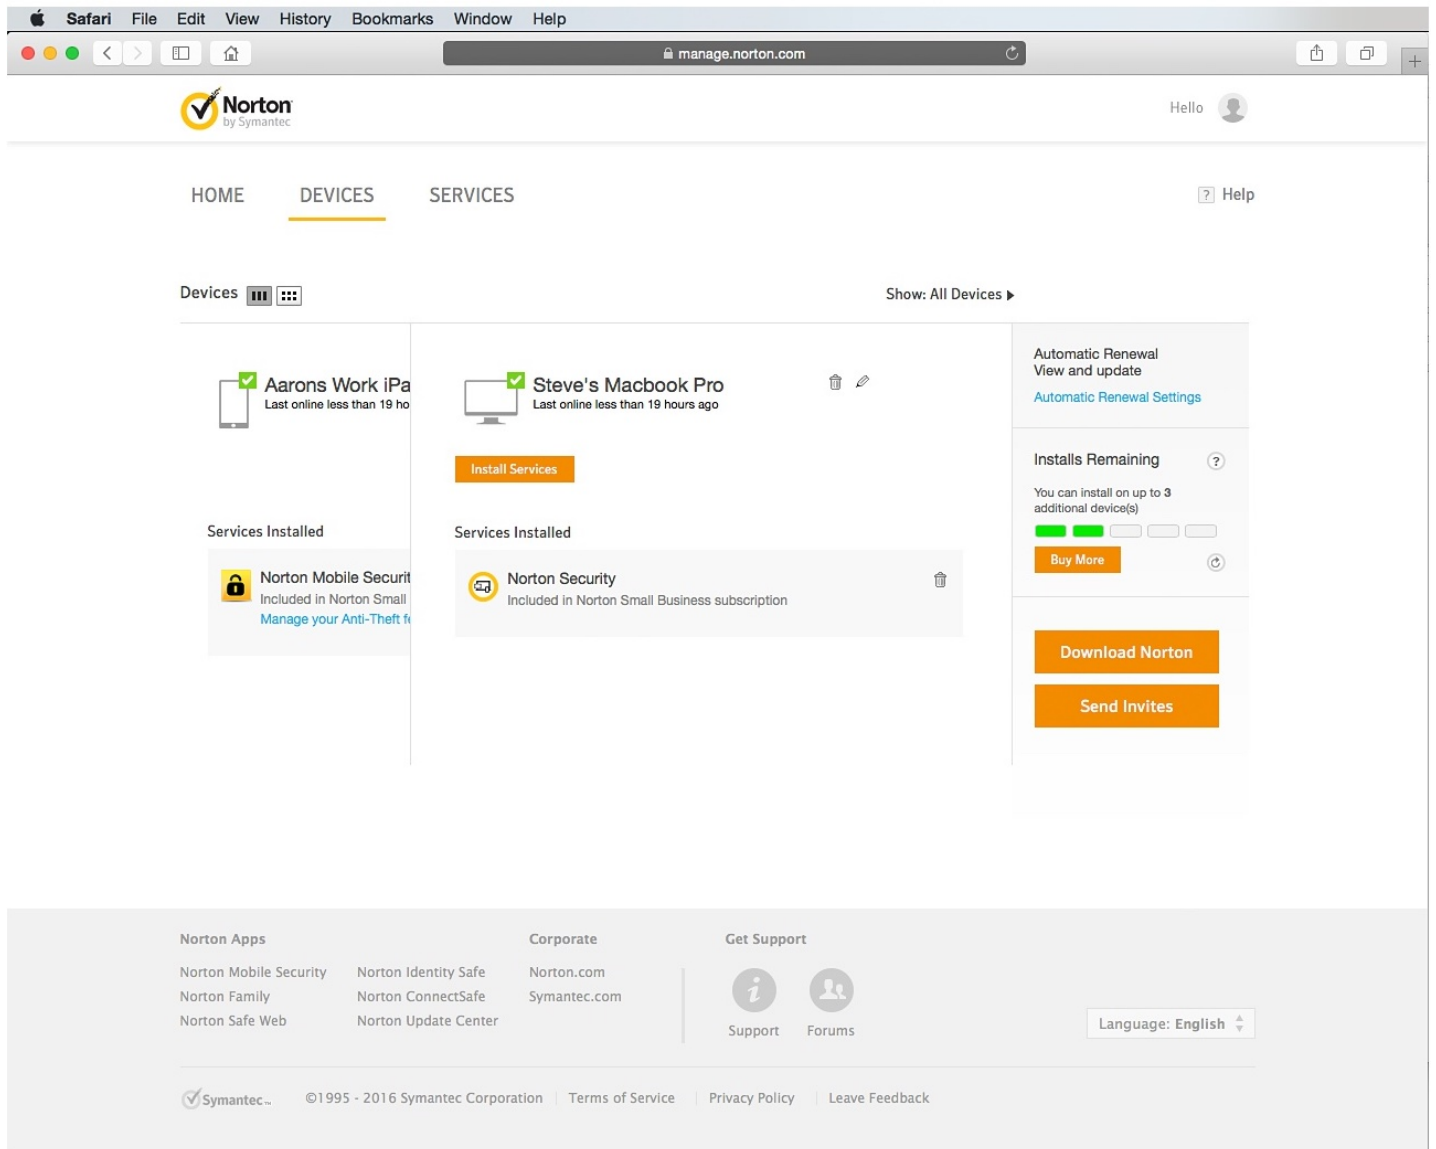 Safari File Edit View History Bookmarks Window Help
manage.norton.com
Norton
by Symantec
Hello
HOME DEVICES SERVICES
? Help
Devices
Show: All Devices
Aarons Work iPa
Last online less than 19 ho
Steve's Macbook Pro
Last online less than 19 hours ago
Install Services
Services Installed
Norton Mobile Securit
Included in Norton Small
Manage your Anti-Theft fe
Services Installed
Norton Security
Included in Norton Small Business subscription
Automatic Renewal
View and update
Automatic Renewal Settings
Installs Remaining ?
You can install on up to 3
additional device(s)
Buy More
Download Norton
Send Invites
Norton Apps
Norton Mobile Security
Norton Family
Norton Safe Web
Norton Identity Safe
Norton ConnectSafe
Norton Update Center
Corporate
Norton.com
Symantec.com
Get Support
Support
Forums
Language: English
Symantec™ ©1995 - 2016 Symantec Corporation Terms of Service Privacy Policy Leave Feedback